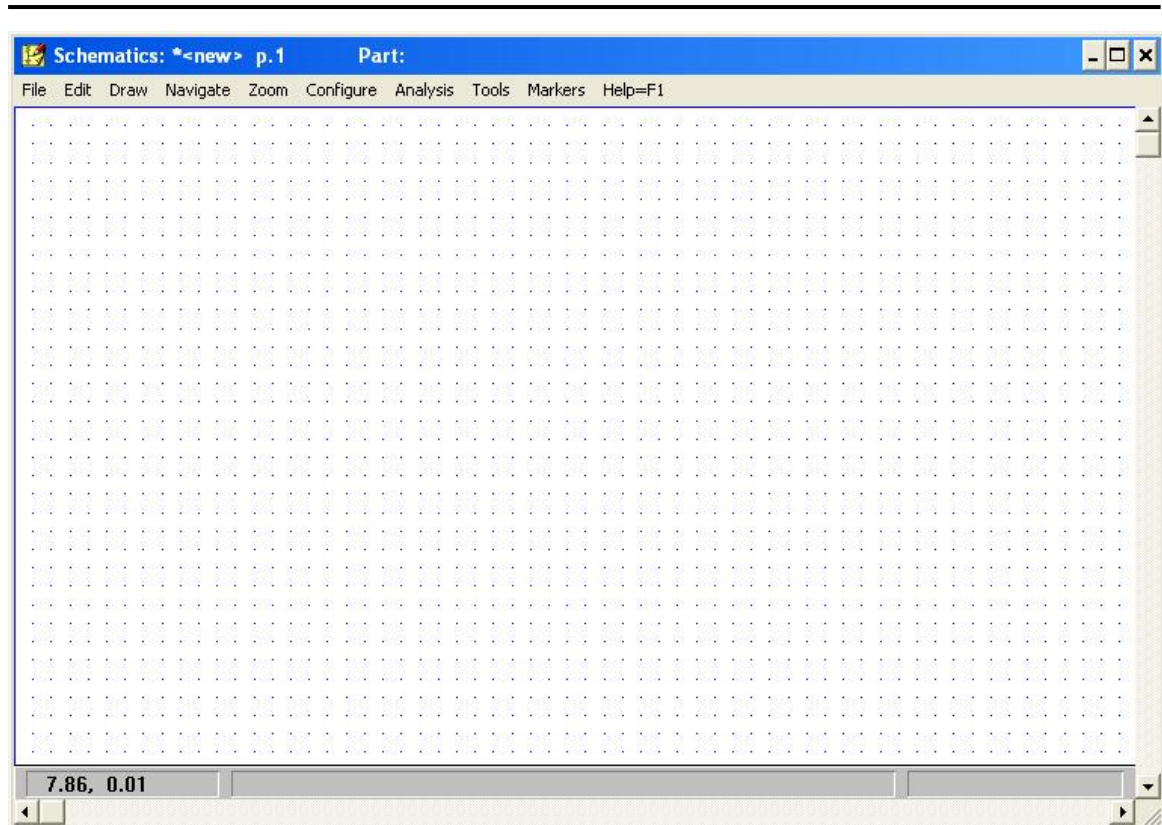 Schematics: *<new> p.1 Part:
File Edit Draw Navigate Zoom Configure Analysis Tools Markers Help=F1
7.86, 0.01